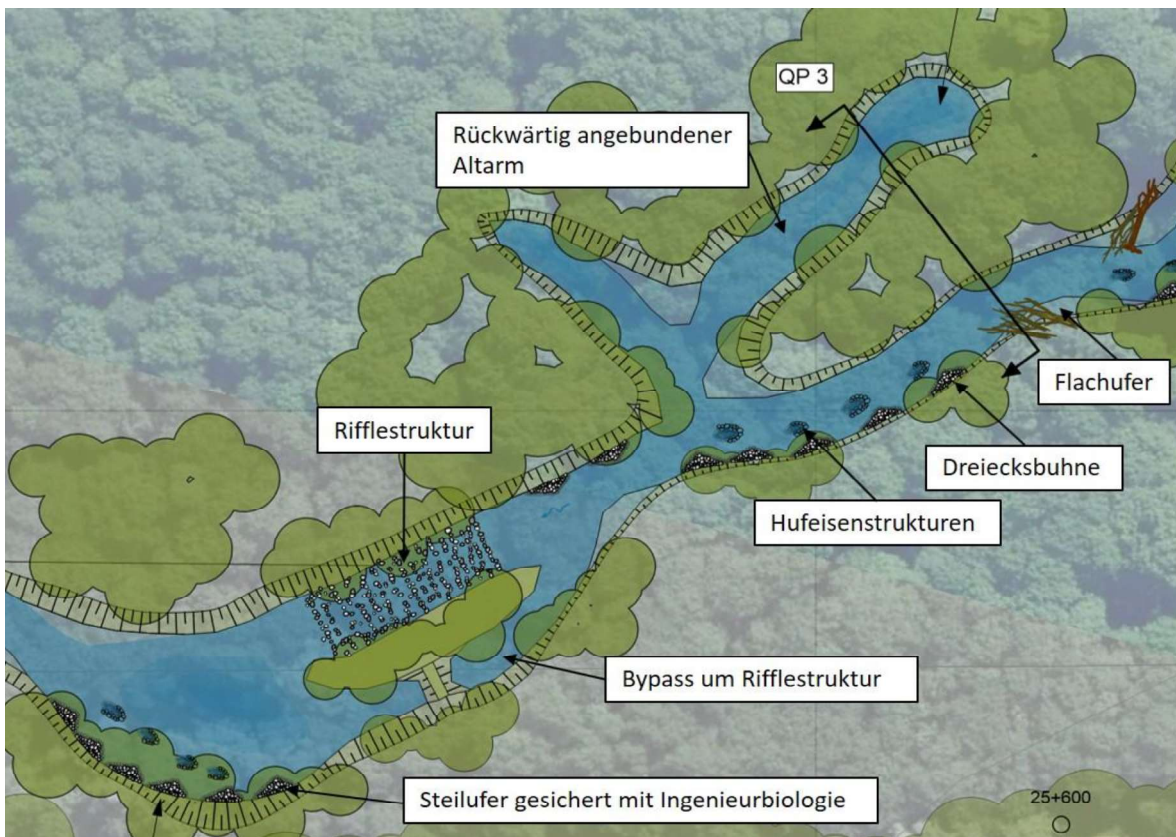 QP 3
Rückwärtig angebundener
Altarm
Flachufer
Rifflestruktur
Dreiecksbuhne
Hufeisenstrukturen
Bypass um Rifflestruktur
Steilufer gesichert mit Ingenieurbiologie
25+600